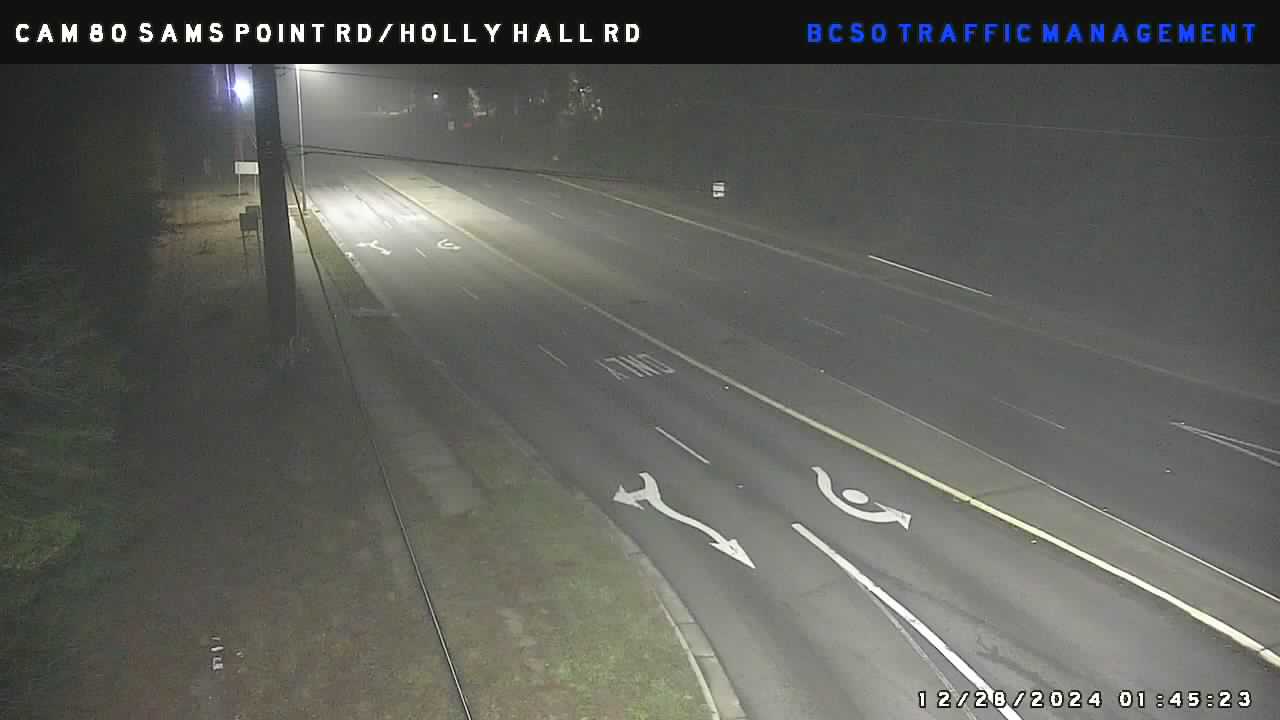 CAM 80 SAMS POINT RD/HOLLY HALL RD
BCSO TRAFFIC MANAGEMENT
ONLY
12/28/2024 01:45:23